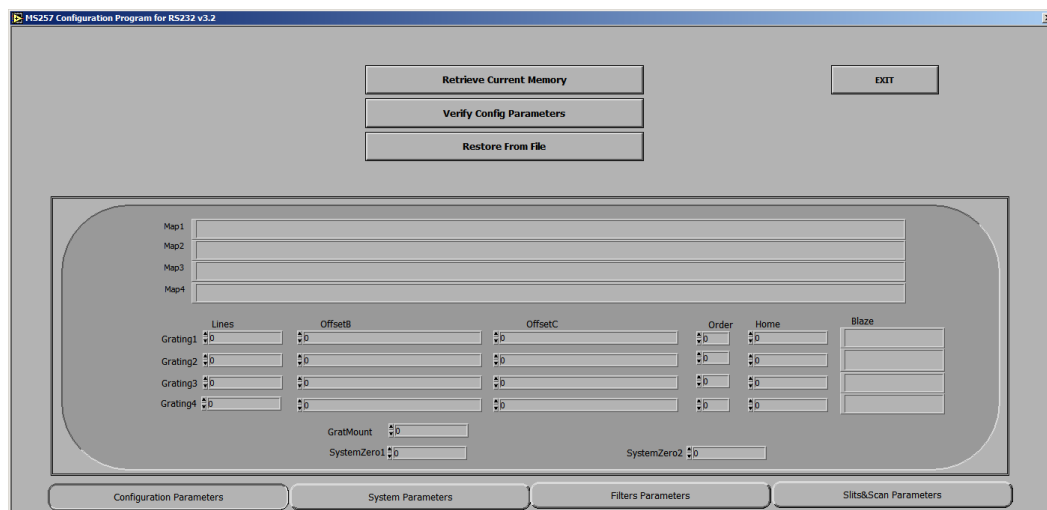 MS257 Configuration Program for RS232 v3.2
Retrieve Current Memory
EXIT
Verify Config Parameters
Restore From File
Map1
Map2
Map3
Map4
Lines OffsetB OffsetC Order Home Blaze
Grating1 0 0 0 0 0
Grating2 0 0 0 0 0
Grating3 0 0 0 0 0
Grating4 0 0 0 0 0
GratMount 0
SystemZero1 0 SystemZero2 0
Configuration Parameters System Parameters Filters Parameters Slits&Scan Parameters